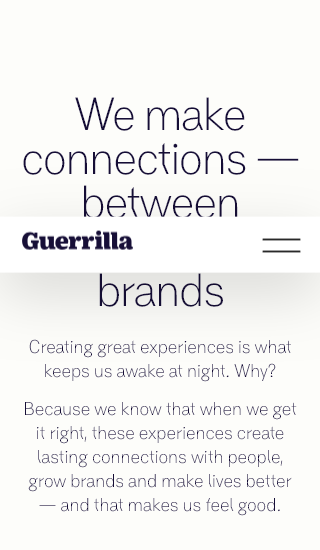 We make
connections —
between
Guerrilla
brands
Creating great experiences is what
keeps us awake at night. Why?
Because we know that when we get
it right, these experiences create
lasting connections with people,
grow brands and make lives better
— and that makes us feel good.